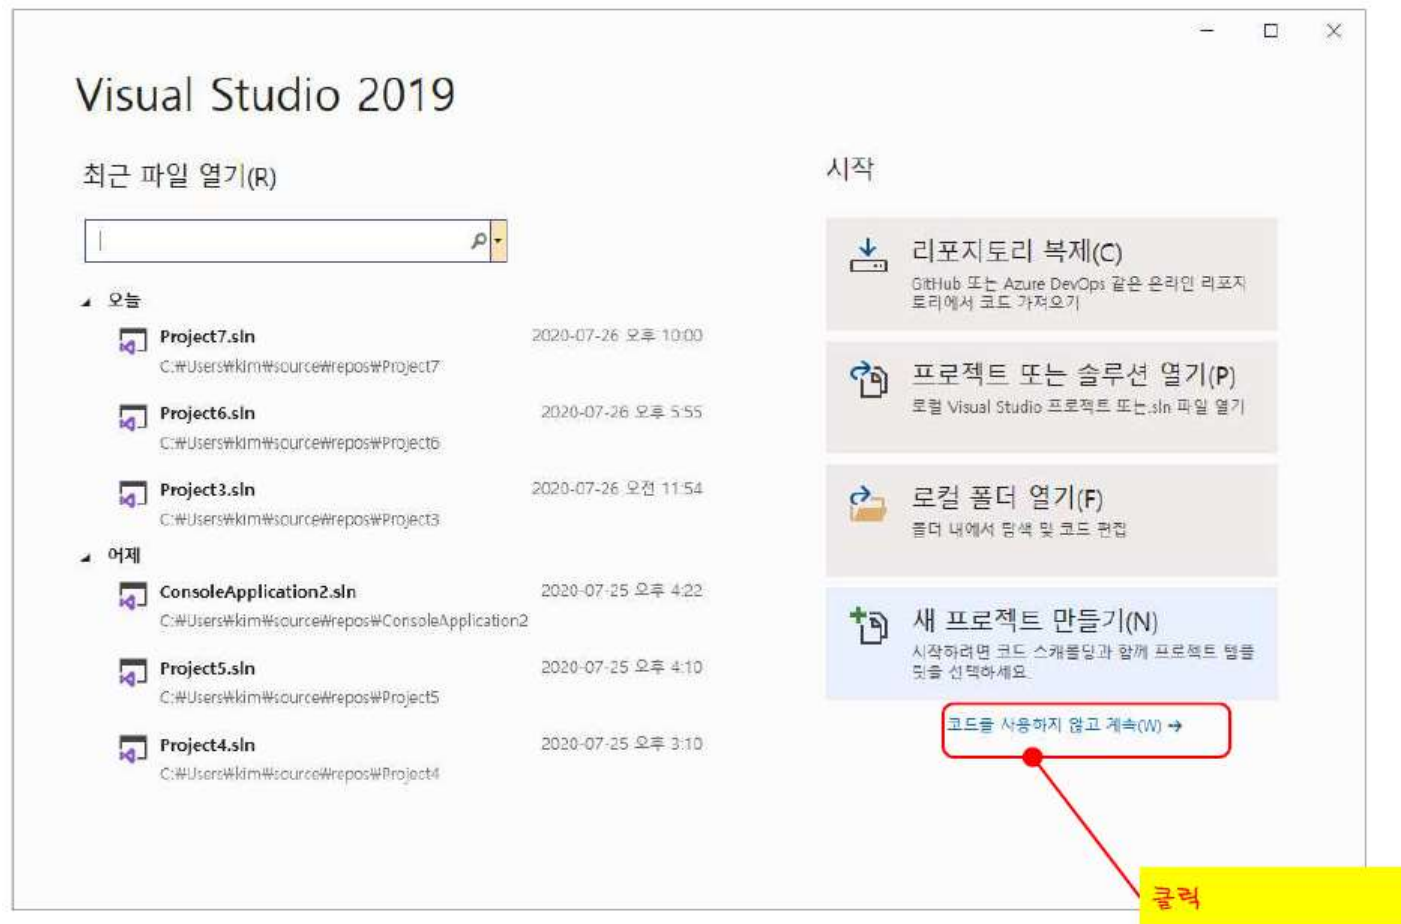 Visual Studio 2019
최근 파일 열기(R)
오늘
Project7.sln 2020-07-26 오후 10:00
C:₩Users₩kim₩source₩repos₩Project7
Project6.sln 2020-07-26 오후 5:55
C:₩Users₩kim₩source₩repos₩Project6
Project3.sln 2020-07-26 오전 11:54
C:₩Users₩kim₩source₩repos₩Project3
어제
ConsoleApplication2.sln 2020-07-25 오후 4:22
C:₩Users₩kim₩source₩repos₩ConsoleApplication2
Project5.sln 2020-07-25 오후 4:10
C:₩Users₩kim₩source₩repos₩Project5
Project4.sln 2020-07-25 오후 3:10
C:₩Users₩kim₩source₩repos₩Project4
시작
리포지토리 복제(C)
GitHub 또는 Azure DevOps 같은 온라인 리포지
토리에서 코드 가져오기
프로젝트 또는 솔루션 열기(P)
로컬 Visual Studio 프로젝트 또는.sln 파일 열기
로컬 폴더 열기(F)
폴더 내에서 탐색 및 코드 편집
새 프로젝트 만들기(N)
시작하려면 코드 스캐폴딩과 함께 프로젝트 템플
릿을 선택하세요.
코드를 사용하지 않고 계속(W) →
클릭